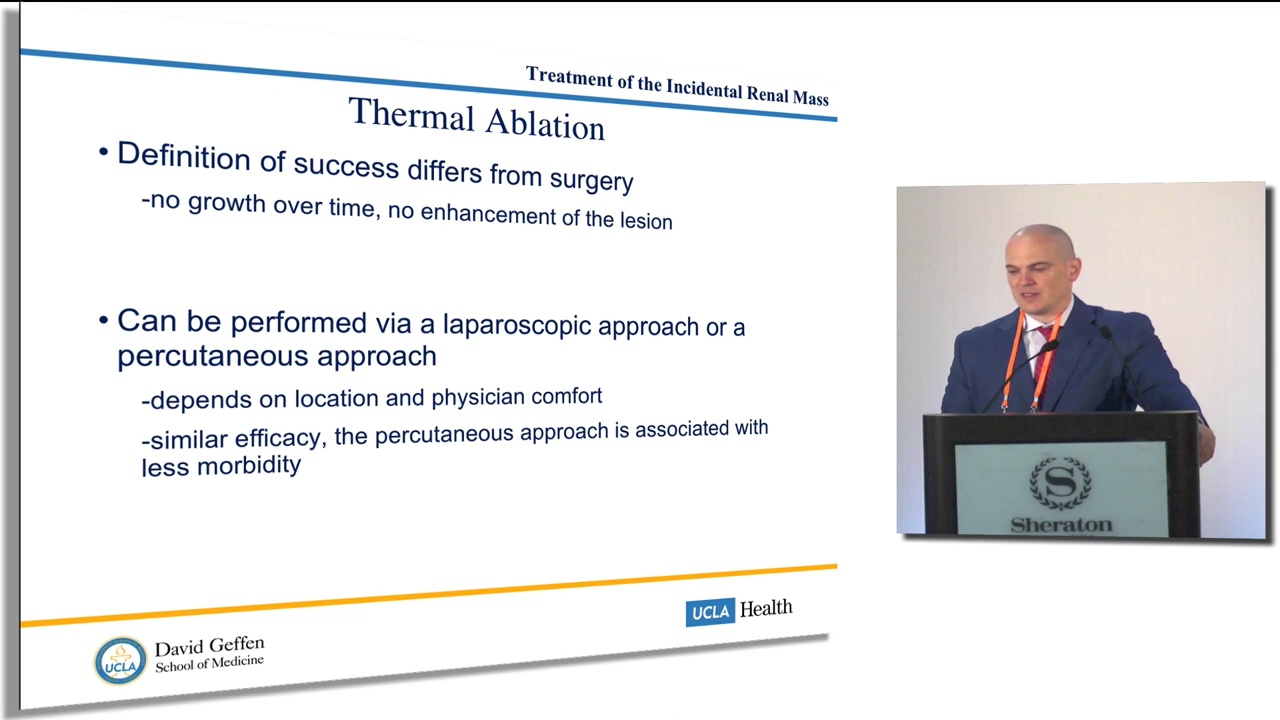 Treatment of the Incidental Renal Mass
Thermal Ablation
• Definition of success differs from surgery
-no growth over time, no enhancement of the lesion
• Can be performed via a laparoscopic approach or a
percutaneous approach
-depends on location and physician comfort
-similar efficacy, the percutaneous approach is associated with
less morbidity
UCLA Health
UCLA
David Geffen
School of Medicine
S
Sheraton